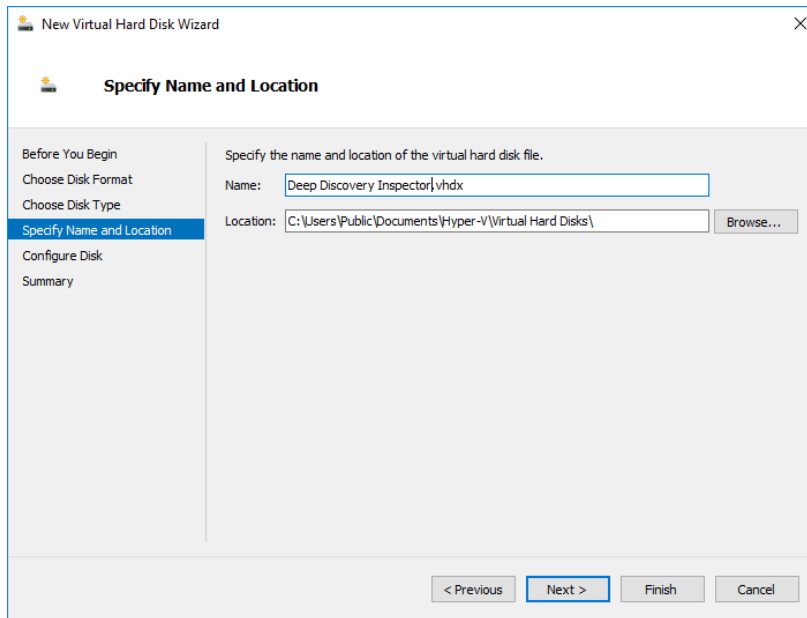 New Virtual Hard Disk Wizard
Specify Name and Location
Before You Begin
Choose Disk Format
Choose Disk Type
Specify Name and Location
Configure Disk
Summary
Specify the name and location of the virtual hard disk file.
Name: Deep Discovery Inspector.vhdx
Location: C:\Users\Public\Documents\Hyper-V\Virtual Hard Disks\ Browse...
< Previous Next > Finish Cancel